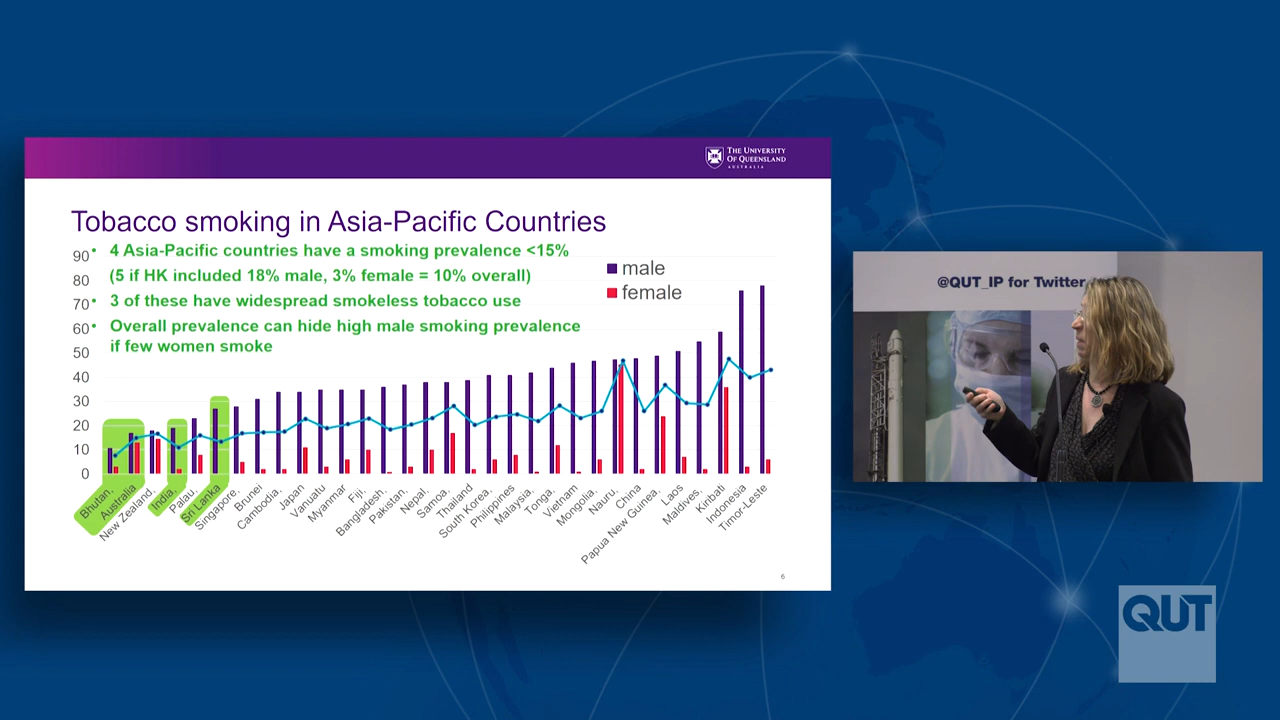 THE UNIVERSITY
OF QUEENSLAND
AUSTRALIA
Tobacco smoking in Asia-Pacific Countries
• 4 Asia-Pacific countries have a smoking prevalence <15%
(5 if HK included 18% male, 3% female = 10% overall)
• 3 of these have widespread smokeless tobacco use
• Overall prevalence can hide high male smoking prevalence
if few women smoke
male
female
90
80
70
60
50
40
30
20
10
0
Bhutan,
Australia
New Zealand,
India,
Palau,
Sri Lanka
Singapore,
Brunei
Cambodia,
Japan
Vanuatu
Myanmar
Fiji,
Bangladesh,
Pakistan,
Nepal,
Samoa,
Thailand
South Korea,
Philippines
Malaysia,
Tonga,
Vietnam
Mongolia,
Nauru,
China
Papua New Guinea,
Laos
Maldives,
Kiribati
Indonesia
Timor-Leste
6
@QUT_IP for Twitter
QUT